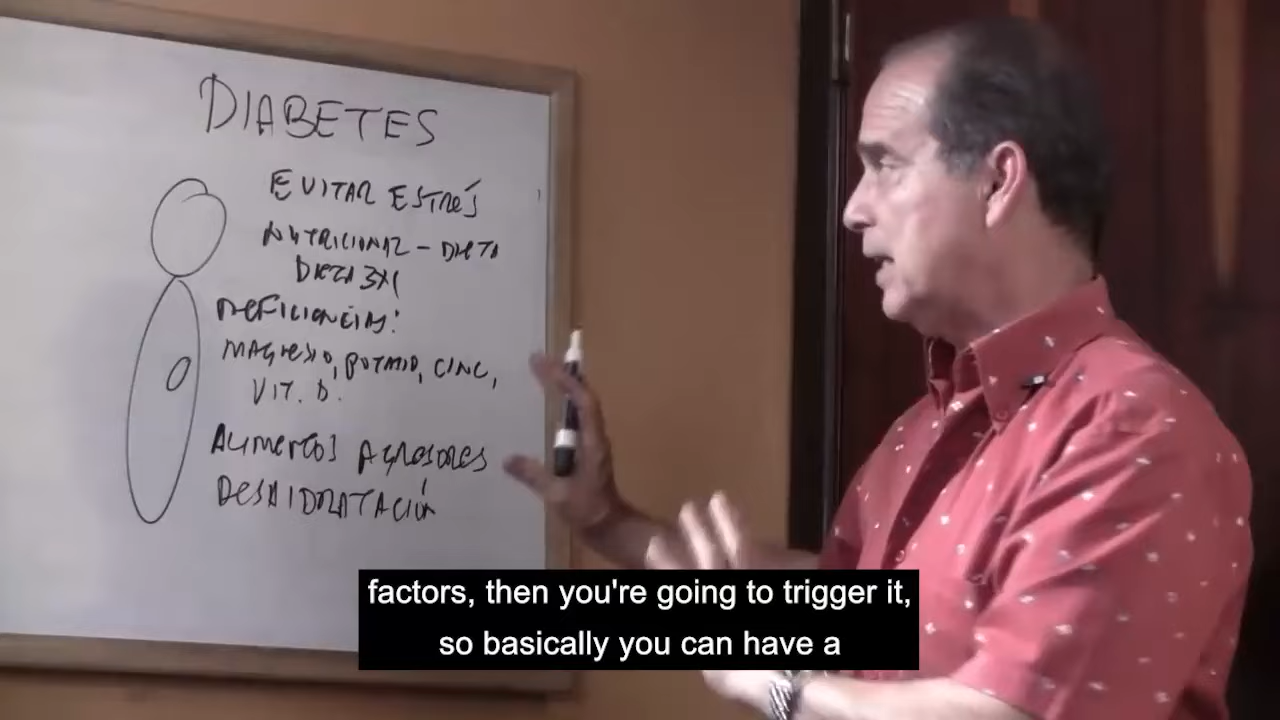 DIABETES
EVITAR ESTRÉS
NUTRICIONAL - DIETA
DIETA 3X1
DEFICIENCIAS:
MAGNESIO, POTASIO, CINC,
VIT. D.
ALIMENTOS AGRESORES
DESHIDRATACIÓN
factors, then you're going to trigger it,
so basically you can have a